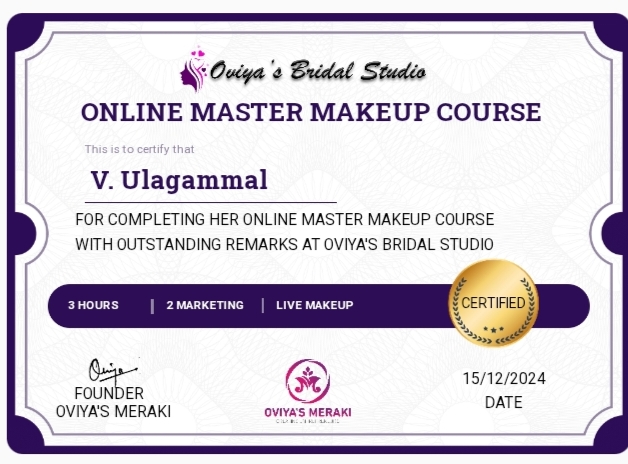 Oviya's Bridal Studio
ONLINE MASTER MAKEUP COURSE
This is to certify that
V. Ulagammal
FOR COMPLETING HER ONLINE MASTER MAKEUP COURSE
WITH OUTSTANDING REMARKS AT OVIYA'S BRIDAL STUDIO
3 HOURS | 2 MARKETING | LIVE MAKEUP
CERTIFIED
Oviya
FOUNDER
OVIYA'S MERAKI
OVIYA'S MERAKI
15/12/2024
DATE